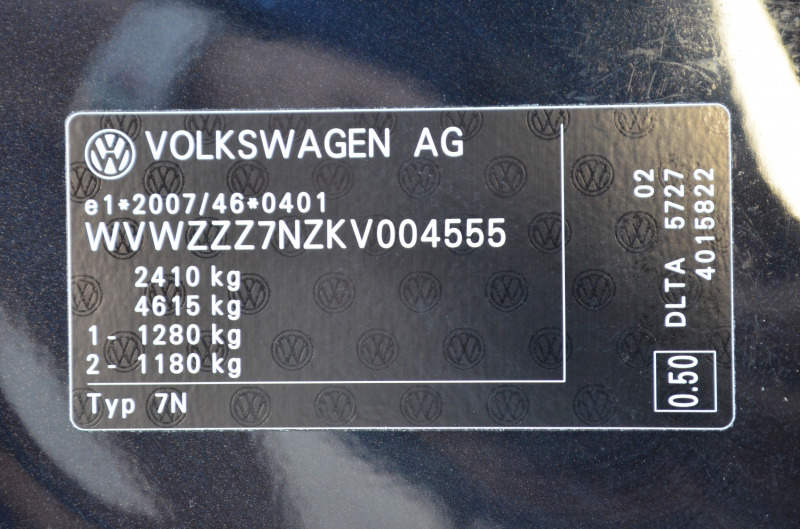 VOLKSWAGEN AG
e1*2007/46*0401
WVWZZZ7NZKV004555
2410 kg
4615 kg
1- 1280 kg
2- 1180 kg
Typ 7N
02
DLTA 5727
4015822
0.50